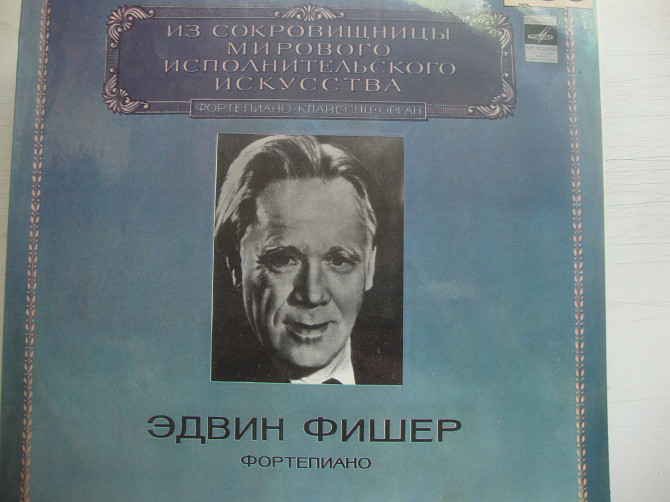 ИЗ СОКРОВИЩНИЦЫ
МИРОВОГО
ИСПОЛНИТЕЛЬСКОГО
ИСКУССТВА
ФОРТЕПИАНО·КЛАВЕСИН·ОРГАН
ЭДВИН ФИШЕР
ФОРТЕПИАНО